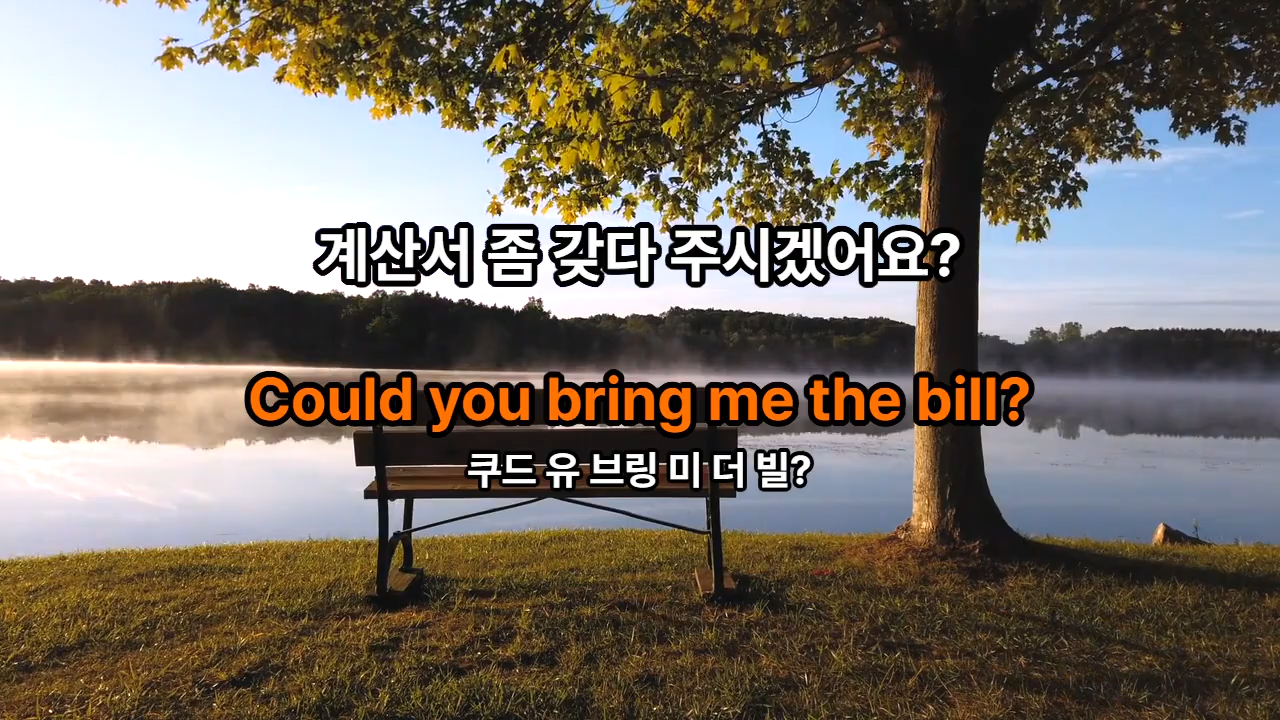 계산서 좀 갖다 주시겠어요?
Could you bring me the bill?
쿠드 유 브링 미 더 빌?